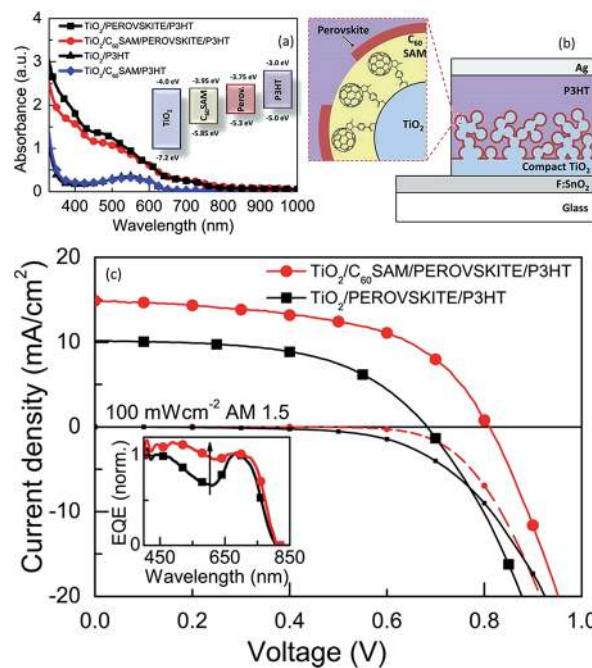 TiO2/PEROVSKITE/P3HT
TiO2/C60SAM/PEROVSKITE/P3HT
TiO2/P3HT
TiO2/C60SAM/P3HT
(a)
Absorbance (a.u.)
3
2
1
0
-4.0 eV
-3.95 eV
-3.75 eV
-3.0 eV
TiO2
C60SAM
Perov.
P3HT
-7.2 eV
-5.85 eV
-5.3 eV
-5.0 eV
400 500 600 700 800 900 1000
Wavelength (nm)
Perovskite
C60
SAM
TiO2
(b)
Ag
P3HT
Compact TiO2
F:SnO2
Glass
(c)
TiO2/C60SAM/PEROVSKITE/P3HT
TiO2/PEROVSKITE/P3HT
Current density (mA/cm2)
20
10
0
-10
-20
100 mWcm-2 AM 1.5
EQE (norm.)
1
0
450 650 850
Wavelength (nm)
0.0 0.2 0.4 0.6 0.8 1.0
Voltage (V)